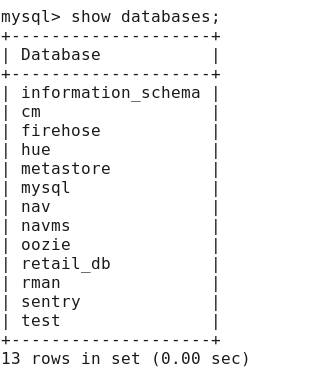 mysql> show databases;
+--------------------+
| Database           |
+--------------------+
| information_schema |
| cm                 |
| firehose           |
| hue                |
| metastore          |
| mysql              |
| nav                |
| navms              |
| oozie              |
| retail_db          |
| rman               |
| sentry             |
| test               |
+--------------------+
13 rows in set (0.00 sec)